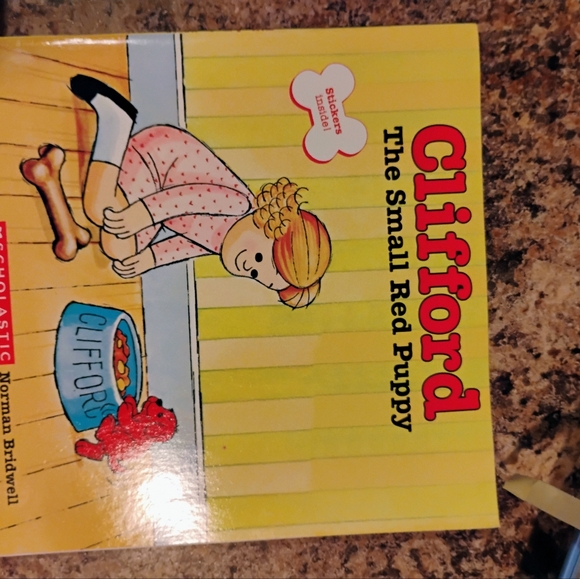 Clifford
The Small Red Puppy
Stickers
inside!
CLIFFORD
SCHOLASTIC
Norman Bridwell